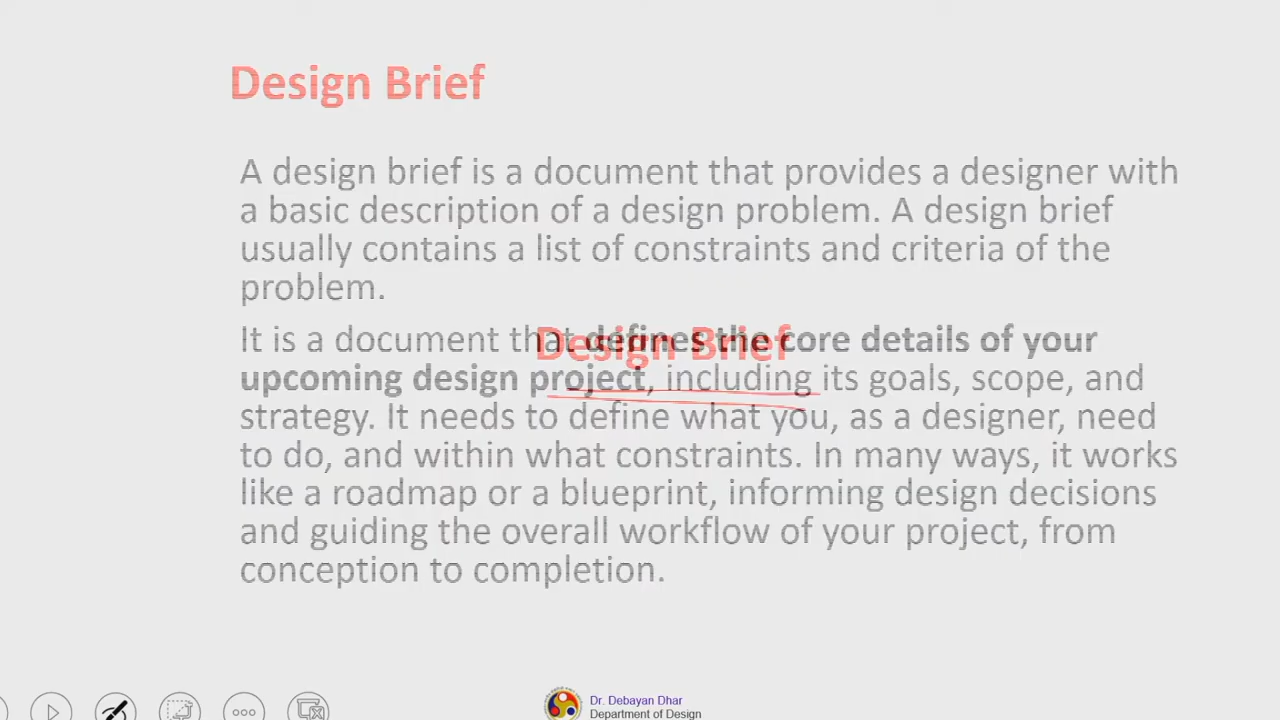 Design Brief
A design brief is a document that provides a designer with
a basic description of a design problem. A design brief
usually contains a list of constraints and criteria of the
problem.
It is a document that defines the core details of your
Design Brief
upcoming design project, including its goals, scope, and
strategy. It needs to define what you, as a designer, need
to do, and within what constraints. In many ways, it works
like a roadmap or a blueprint, informing design decisions
and guiding the overall workflow of your project, from
conception to completion.
Dr. Debayan Dhar
Department of Design